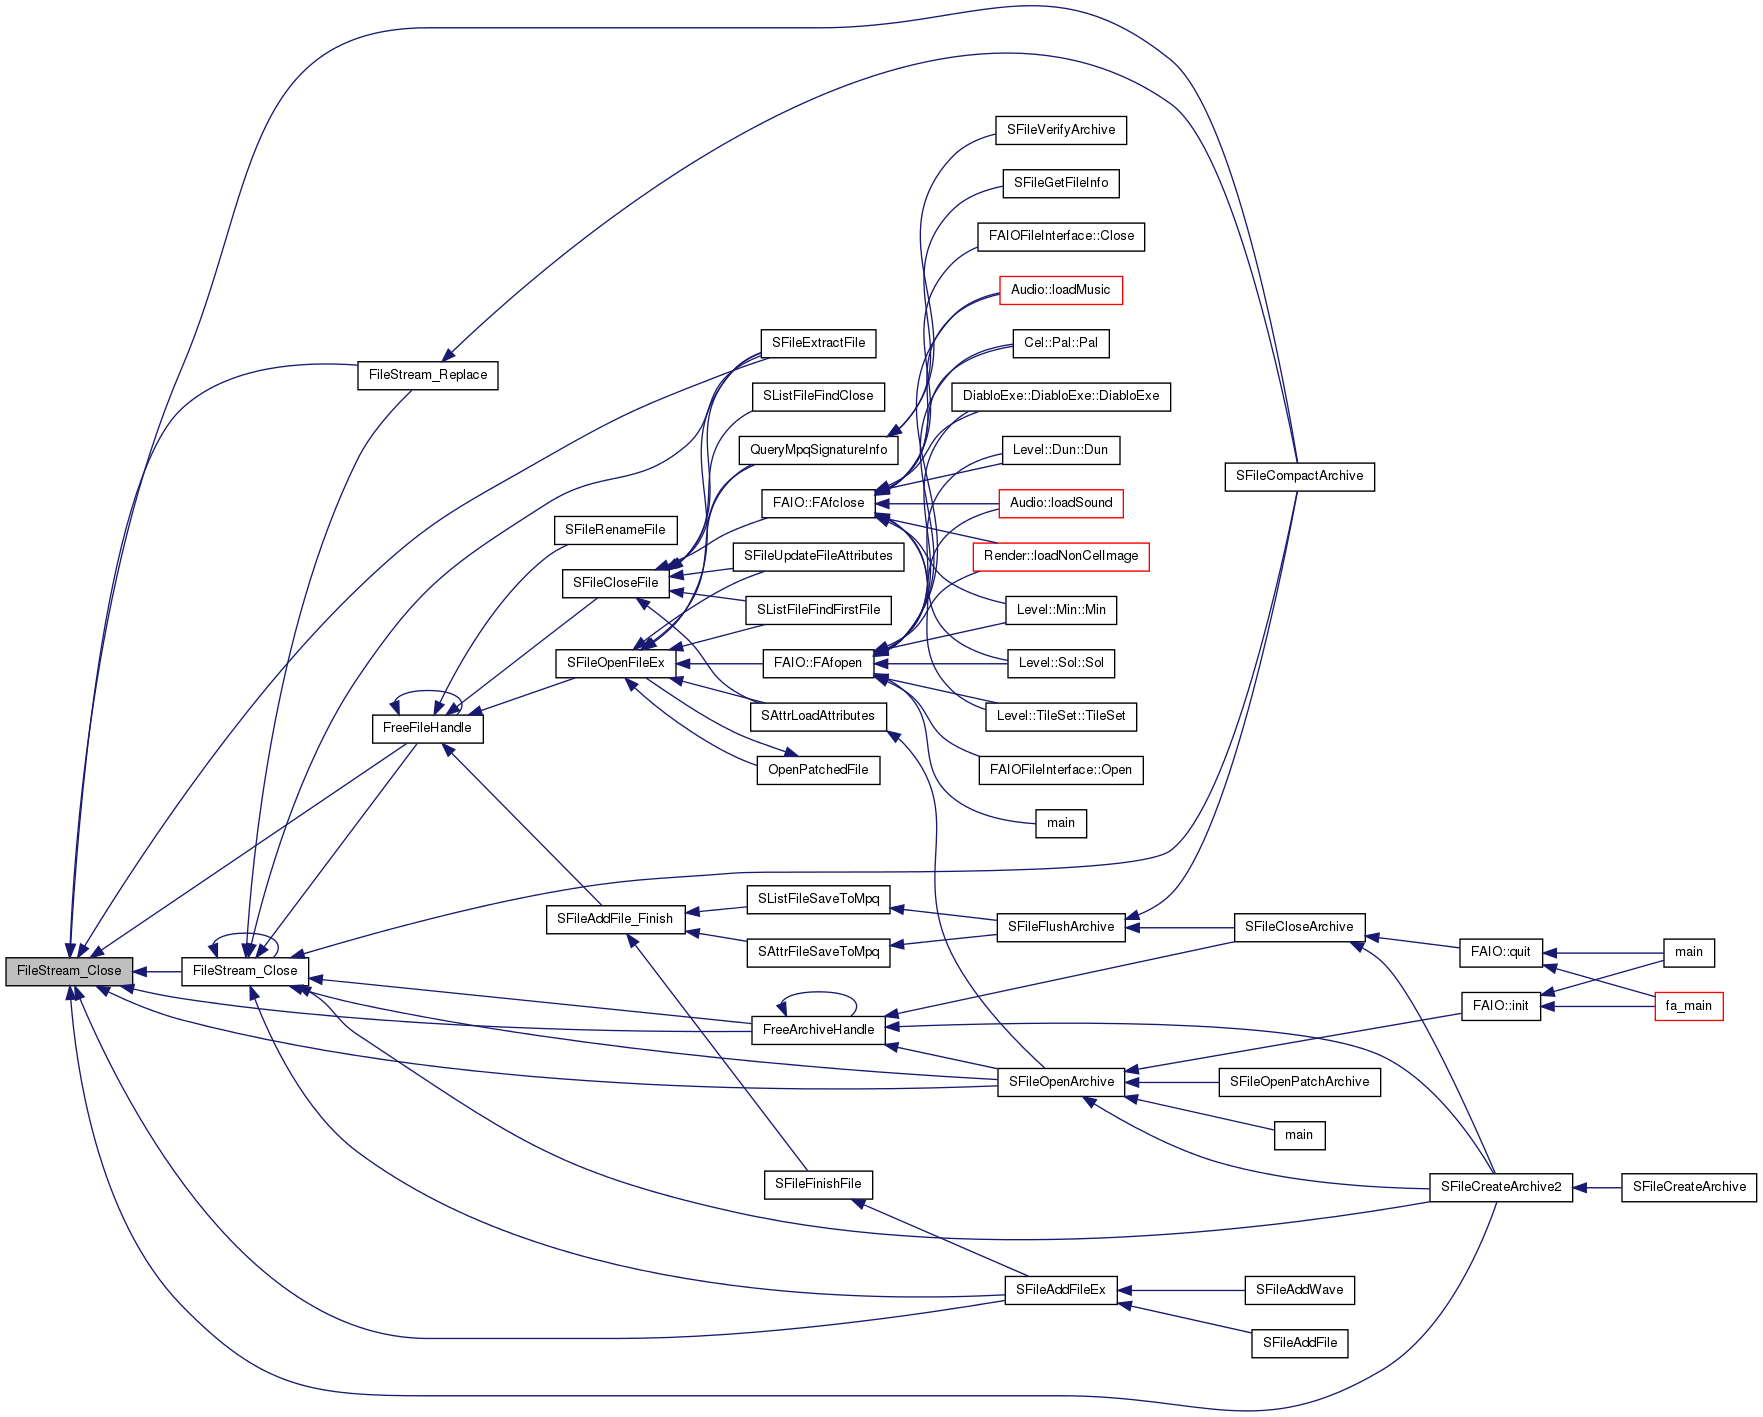 SFileVerifyArchive
SFileGetFileInfo
FAIOFileInterface::Close
Audio::loadMusic
SFileExtractFile
Cel::Pal::Pal
FileStream_Replace
SListFileFindClose
DiabloExe::DiabloExe::DiabloExe
QueryMpqSignatureInfo
Level::Dun::Dun
SFileCompactArchive
FAIO::FAfclose
Audio::loadSound
SFileRenameFile
SFileUpdateFileAttributes
Render::loadNonCelImage
SFileCloseFile
SListFileFindFirstFile
Level::Min::Min
SFileOpenFileEx
FAIO::FAfopen
Level::Sol::Sol
SAttrLoadAttributes
Level::TileSet::TileSet
FreeFileHandle
OpenPatchedFile
FAIOFileInterface::Open
main
SListFileSaveToMpq
SFileAddFile_Finish
SFileFlushArchive
SFileCloseArchive
SAttrFileSaveToMpq
FAIO::quit
main
FileStream_Close
FileStream_Close
FAIO::init
fa_main
FreeArchiveHandle
SFileOpenArchive
SFileOpenPatchArchive
main
SFileFinishFile
SFileCreateArchive2
SFileCreateArchive
SFileAddFileEx
SFileAddWave
SFileAddFile